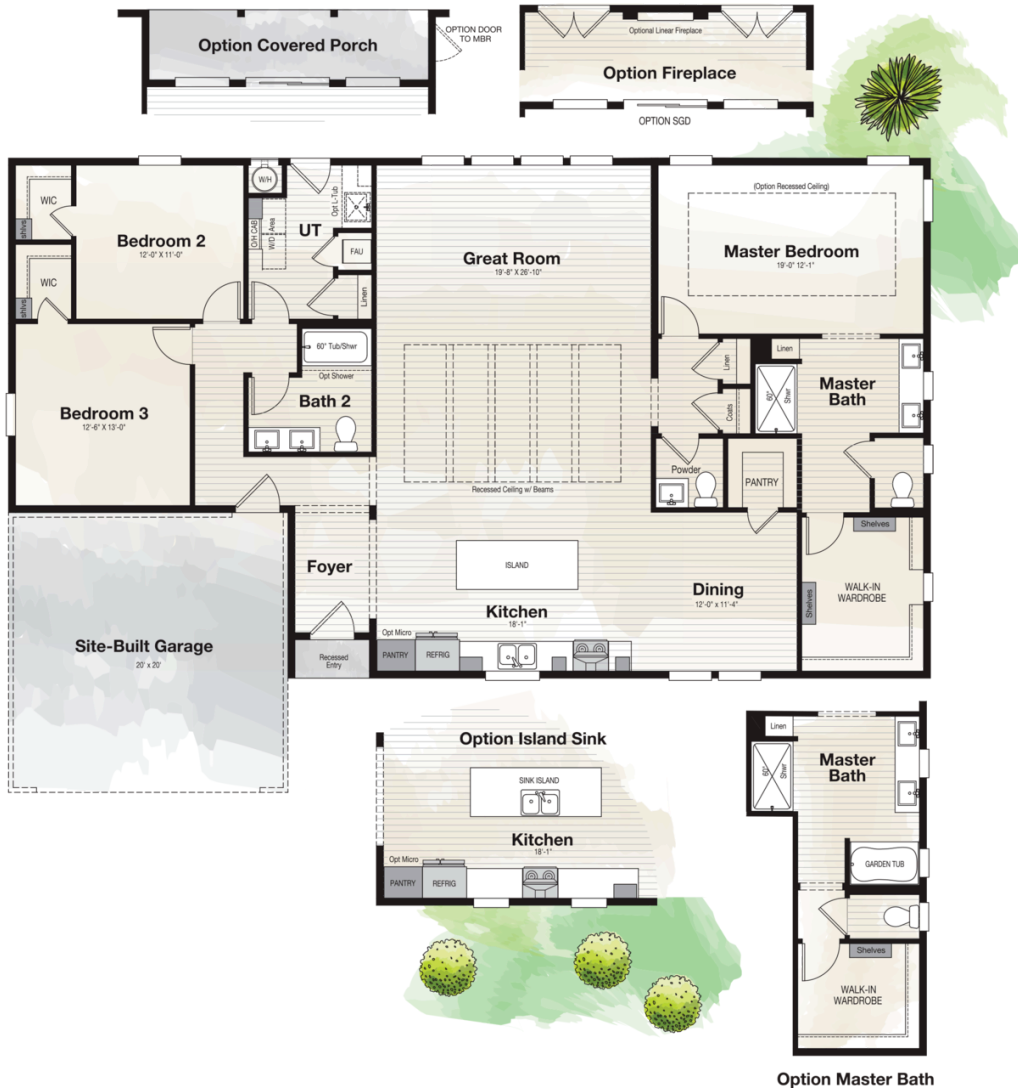 Option Covered Porch
OPTION DOOR
TO MBR
Optional Linear Fireplace
Option Fireplace
OPTION SGD
WIC
shlvs
Bedroom 2
12'-0" X 11'-0"
W/H
O/H CAB
W/D Area
UT
Opt L-Tub
FAU
Linen
Great Room
19'-8" X 26'-10"
(Option Recessed Ceiling)
Master Bedroom
19'-0" 12'-1"
WIC
shlvs
Bedroom 3
12'-6" X 13'-0"
60" Tub/Shwr
Opt Shower
Bath 2
Recessed Ceiling w/ Beams
Linen
Coats
Linen
60"
Shwr
Master
Bath
Powder
PANTRY
Foyer
ISLAND
Kitchen
18'-1"
Dining
12'-0" x 11'-4"
Shelves
Shelves
WALK-IN
WARDROBE
Opt Micro
PANTRY
REFRIG
Recessed
Entry
Site-Built Garage
20' x 20'
Option Island Sink
SINK ISLAND
Kitchen
18'-1"
Opt Micro
PANTRY
REFRIG
Linen
60'
Shwr
Master
Bath
GARDEN TUB
Shelves
WALK-IN
WARDROBE
Option Master Bath